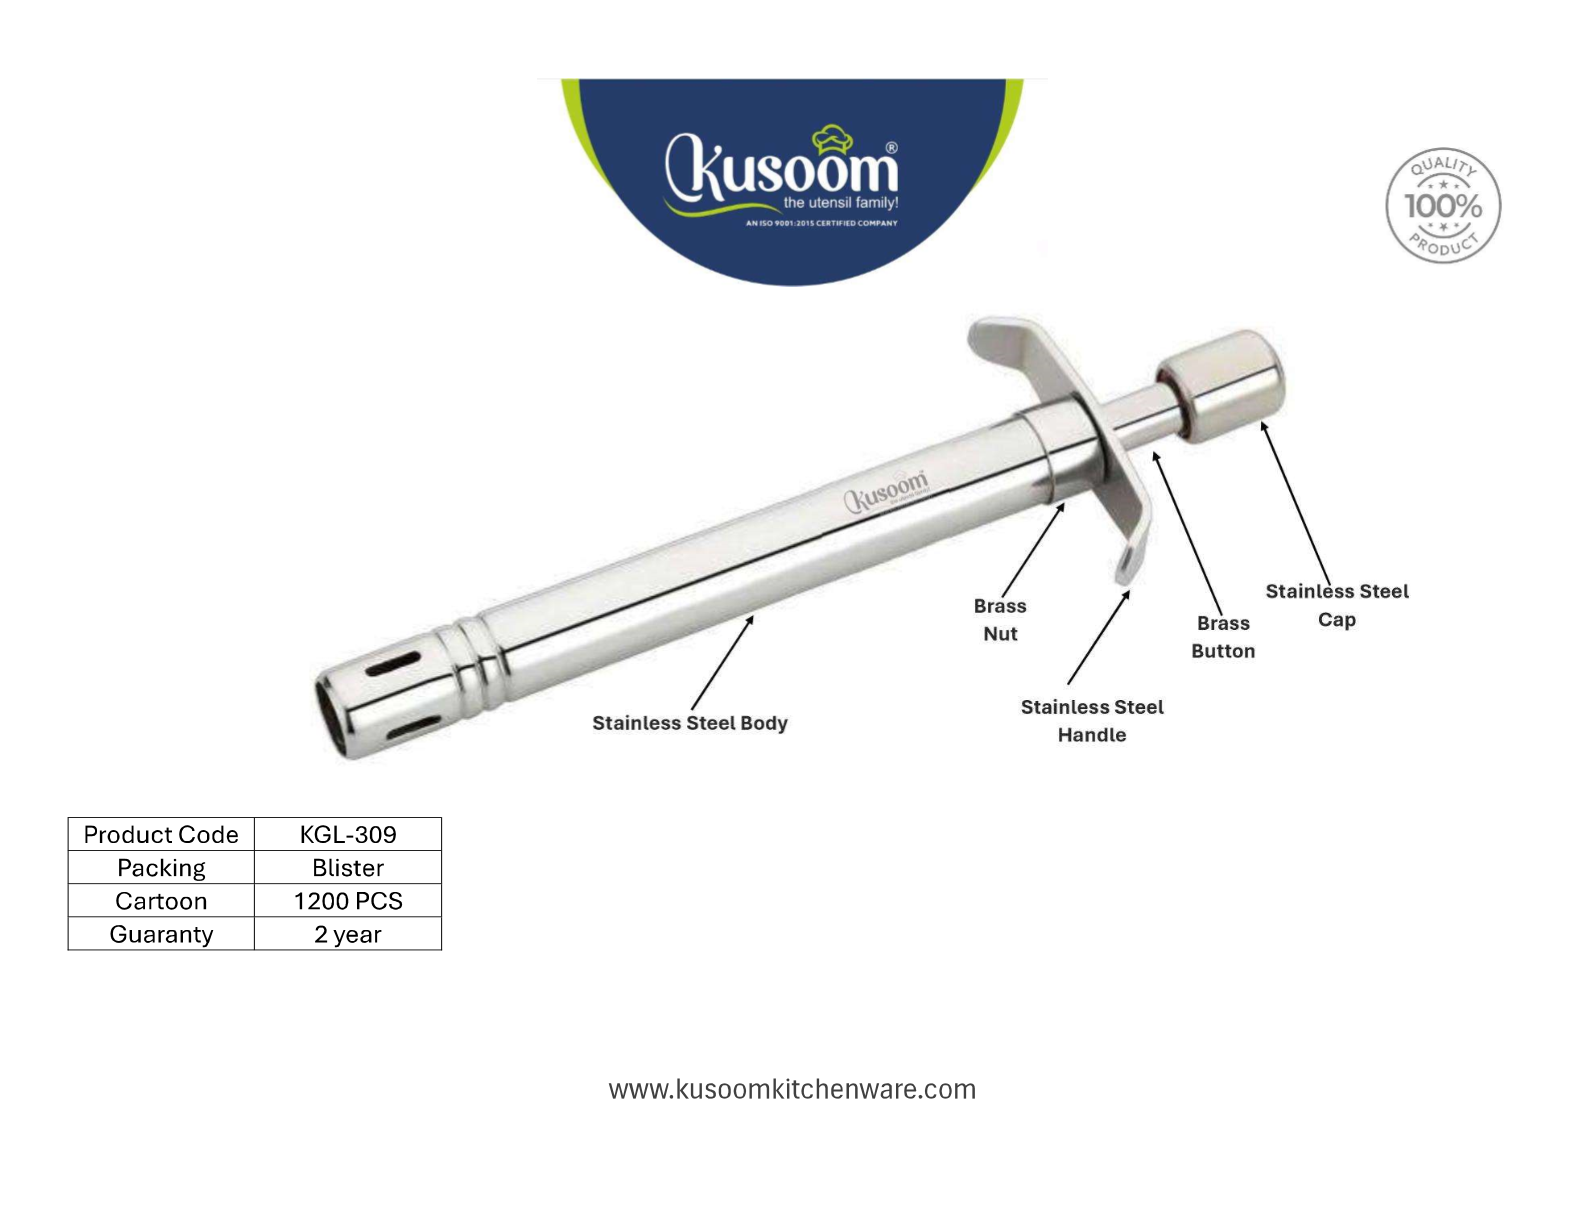 Kusoom®
the utensil family!
AN ISO 9001:2015 CERTIFIED COMPANY
QUALITY
100%
PRODUCT
Kusoom
Brass
Nut
Stainless Steel
Cap
Brass
Button
Stainless Steel
Handle
Stainless Steel Body
Product Code KGL-309
Packing Blister
Cartoon 1200 PCS
Guaranty 2 year
www.kusoomkitchenware.com